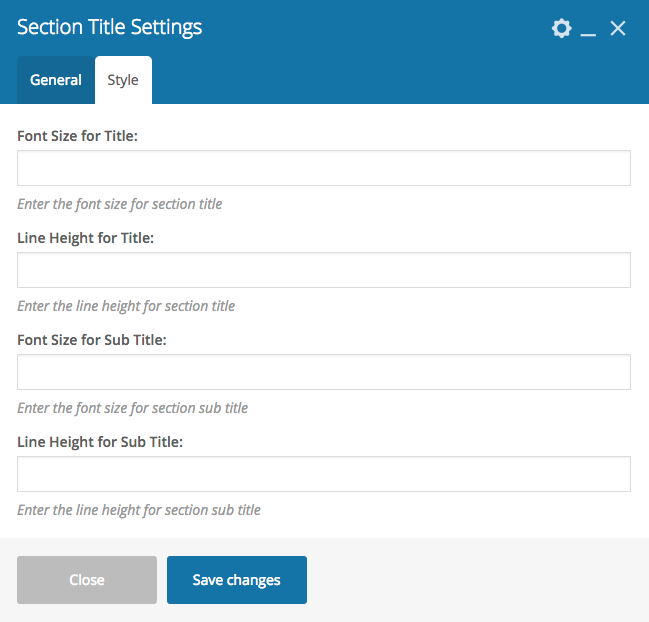 Section Title Settings
General
Style
Font Size for Title:
Enter the font size for section title
Line Height for Title:
Enter the line height for section title
Font Size for Sub Title:
Enter the font size for section sub title
Line Height for Sub Title:
Enter the line height for section sub title
Close
Save changes